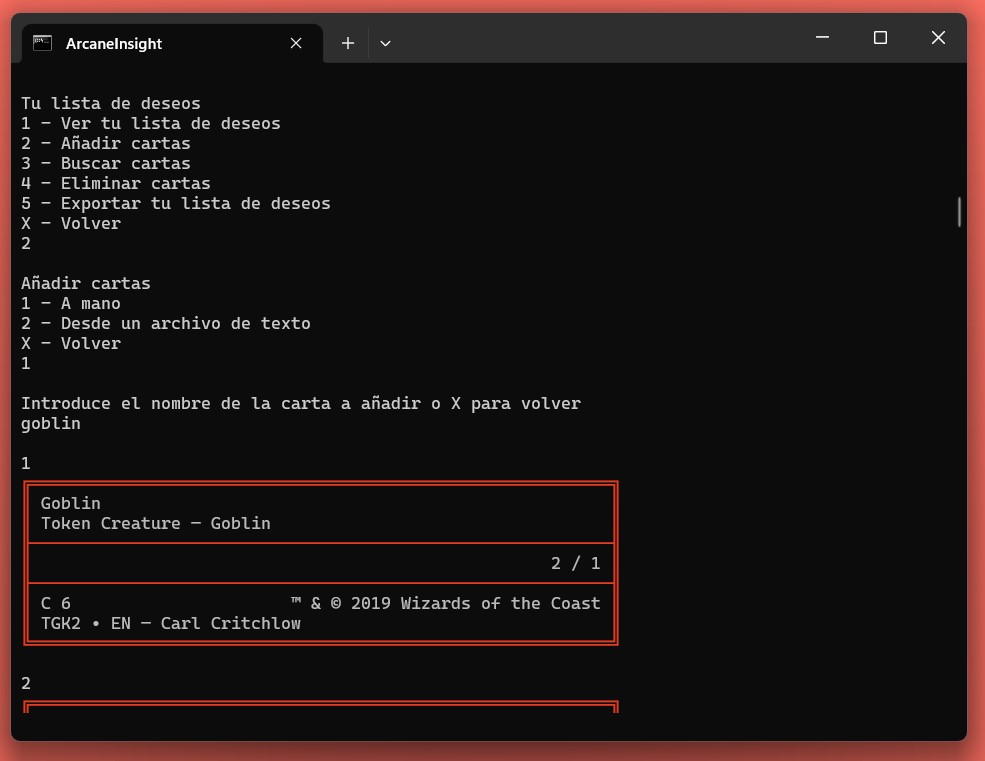 ArcaneInsight
Tu lista de deseos
1 – Ver tu lista de deseos
2 – Añadir cartas
3 – Buscar cartas
4 – Eliminar cartas
5 – Exportar tu lista de deseos
X – Volver
2
Añadir cartas
1 – A mano
2 – Desde un archivo de texto
X – Volver
1
Introduce el nombre de la carta a añadir o X para volver
goblin
1
Goblin
Token Creature — Goblin
2 / 1
C 6 ™ & © 2019 Wizards of the Coast
TGK2 • EN — Carl Critchlow
2